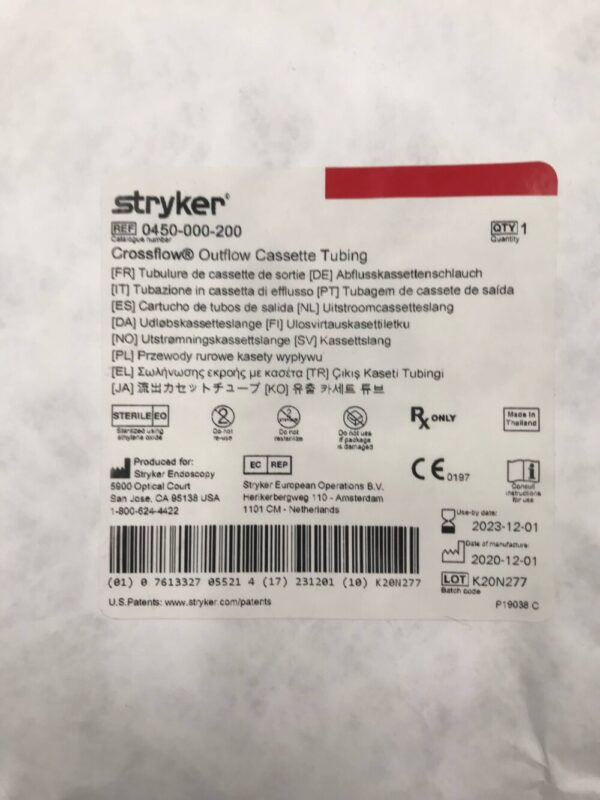 stryker
REF 0450-000-200
Catalogue number
QTY 1
Quantity
Crossflow® Outflow Cassette Tubing
[FR] Tubulure de cassette de sortie [DE] Abflusskassettenschlauch
[IT] Tubazione in cassetta di efflusso [PT] Tubagem de cassete de saída
[ES] Cartucho de tubos de salida [NL] Uitstroomcassetteslang
[DA] Udløbskassetteslange [FI] Ulosvirtauskasettiletku
[NO] Utstrømningskassettslange [SV] Kassettslang
[PL] Przewody rurowe kasety wypływu
[EL] Σωλήνωσης εκροής με κασέτα [TR] Çıkış Kaseti Tubingi
[JA] 流出カセットチューブ [KO] 유출 카세트 튜브
STERILE EO
Sterilized using
ethylene oxide
2
Do not
re-use
2
Do not
resterilize
Do not use
if package
is damaged
Rx ONLY
Made in
Thailand
Produced for:
Stryker Endoscopy
5900 Optical Court
San Jose, CA 95138 USA
1-800-624-4422
EC REP
Stryker European Operations B.V.
Herikerbergweg 110 - Amsterdam
1101 CM - Netherlands
CE 0197
Consult
instructions
for use
Use-by date:
2023-12-01
Date of manufacture:
2020-12-01
LOT K20N277
Batch code
(01) 0 7613327 05521 4 (17) 231201 (10) K20N277
U.S.Patents: www.stryker.com/patents
P19038 C